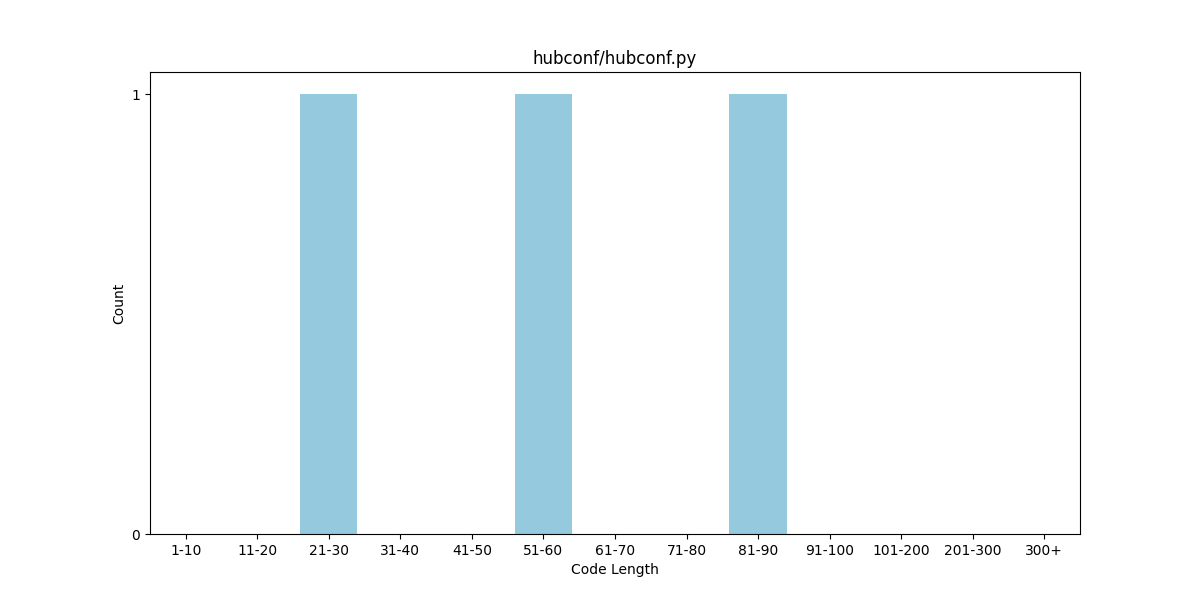 hubconf/hubconf.py
Count
1
0
1-10 11-20 21-30 31-40 41-50 51-60 61-70 71-80 81-90 91-100 101-200 201-300 300+
Code Length